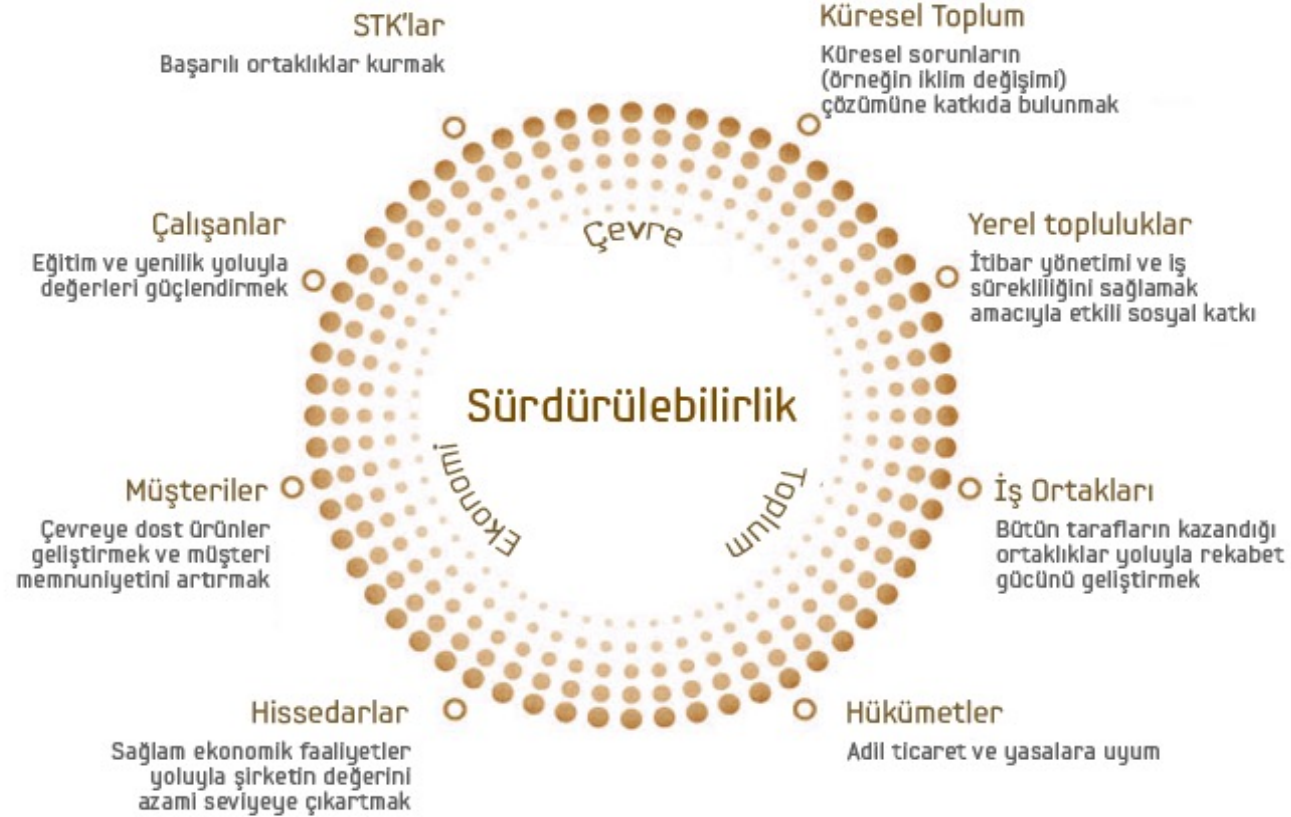 STK'lar
Başarılı ortaklıklar kurmak
Küresel Toplum
Küresel sorunların
(örneğin iklim değişimi)
çözümüne katkıda bulunmak
Çalışanlar
Eğitim ve yenilik yoluyla
değerleri güçlendirmek
Yerel topluluklar
İtibar yönetimi ve iş
sürekliliğini sağlamak
amacıyla etkili sosyal katkı
Çevre
Sürdürülebilirlik
Ekonomi
Toplum
Müşteriler
Çevreye dost ürünler
geliştirmek ve müşteri
memnuniyetini artırmak
İş Ortakları
Bütün tarafların kazandığı
ortaklıklar yoluyla rekabet
gücünü geliştirmek
Hissedarlar
Sağlam ekonomik faaliyetler
yoluyla şirketin değerini
azami seviyeye çıkartmak
Hükümetler
Adil ticaret ve yasalara uyum